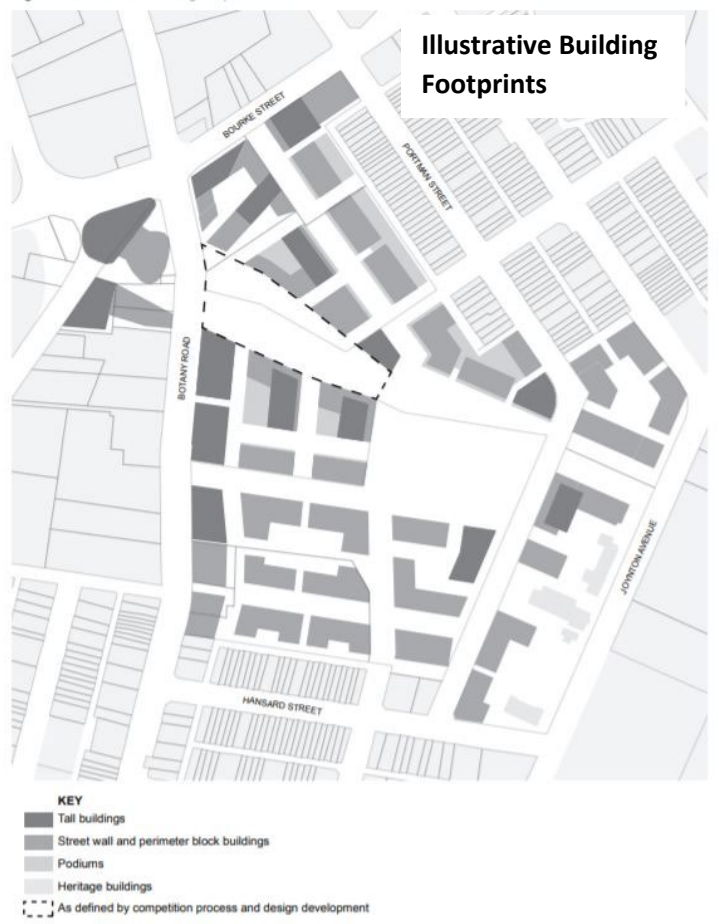 Illustrative Building
Footprints
BOURKE STREET
PORTMAN STREET
BOTANY ROAD
JOYNTON AVENUE
HANSARD STREET
KEY
Tall buildings
Street wall and perimeter block buildings
Podiums
Heritage buildings
As defined by competition process and design development